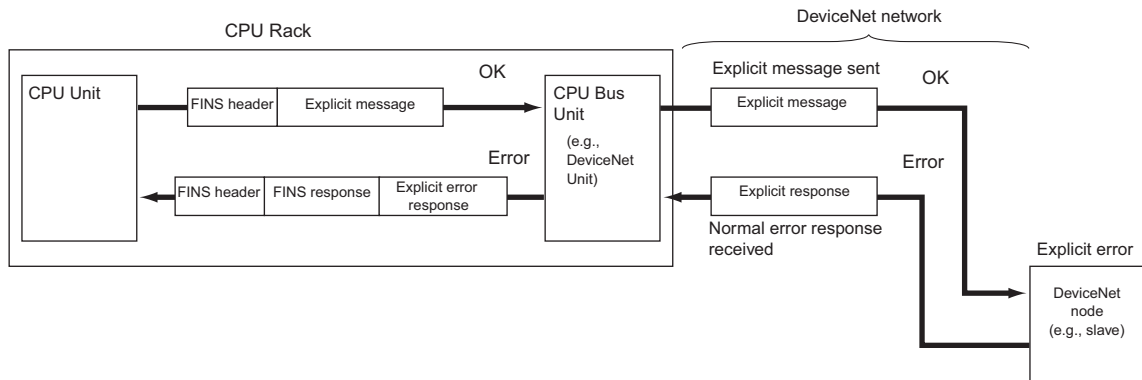 DeviceNet network
CPU Rack
OK
Explicit message sent
OK
CPU Unit
FINS header
Explicit message
CPU Bus
Unit
(e.g.,
DeviceNet
Unit)
Explicit message
Error
Error
FINS header
FINS response
Explicit error
response
Explicit response
Normal error response
received
Explicit error
DeviceNet
node
(e.g., slave)